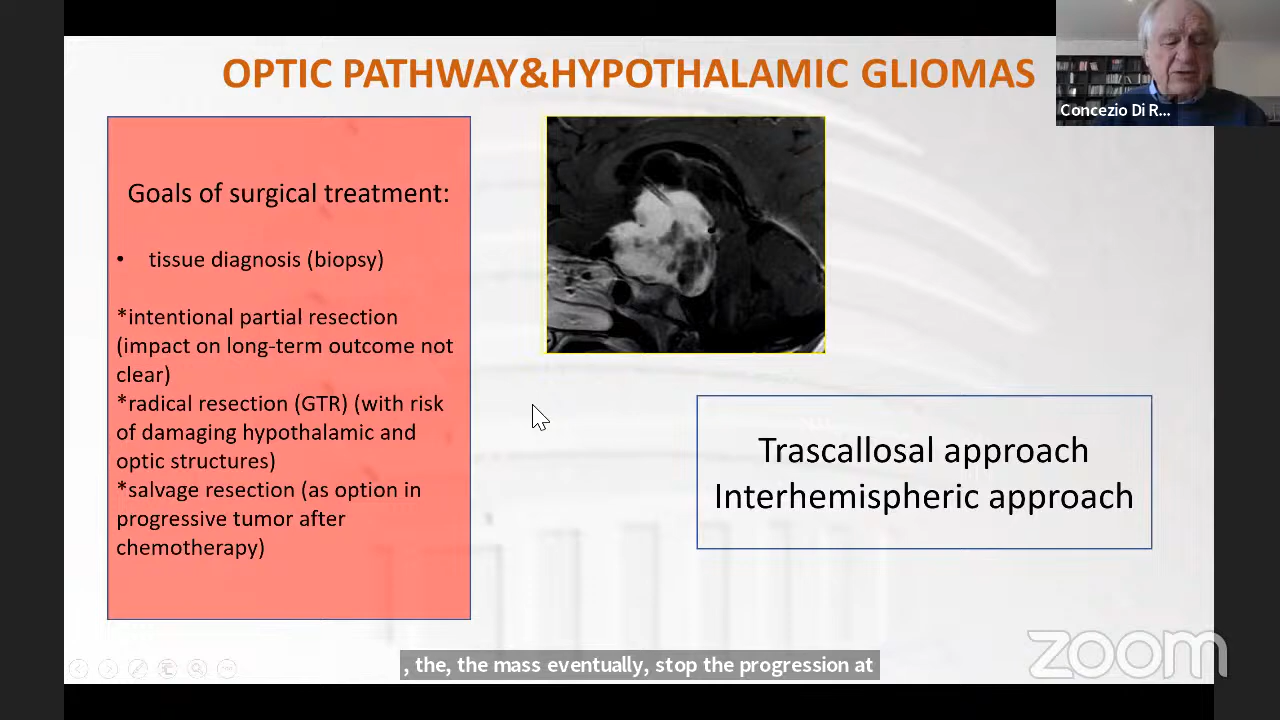 OPTIC PATHWAY&HYPOTHALAMIC GLIOMAS
Concezio Di R...
Goals of surgical treatment:
• tissue diagnosis (biopsy)
*intentional partial resection
(impact on long-term outcome not
clear)
*radical resection (GTR) (with risk
of damaging hypothalamic and
optic structures)
*salvage resection (as option in
progressive tumor after
chemotherapy)
Trascallosal approach
Interhemispheric approach
, the, the mass eventually, stop the progression at
zoom